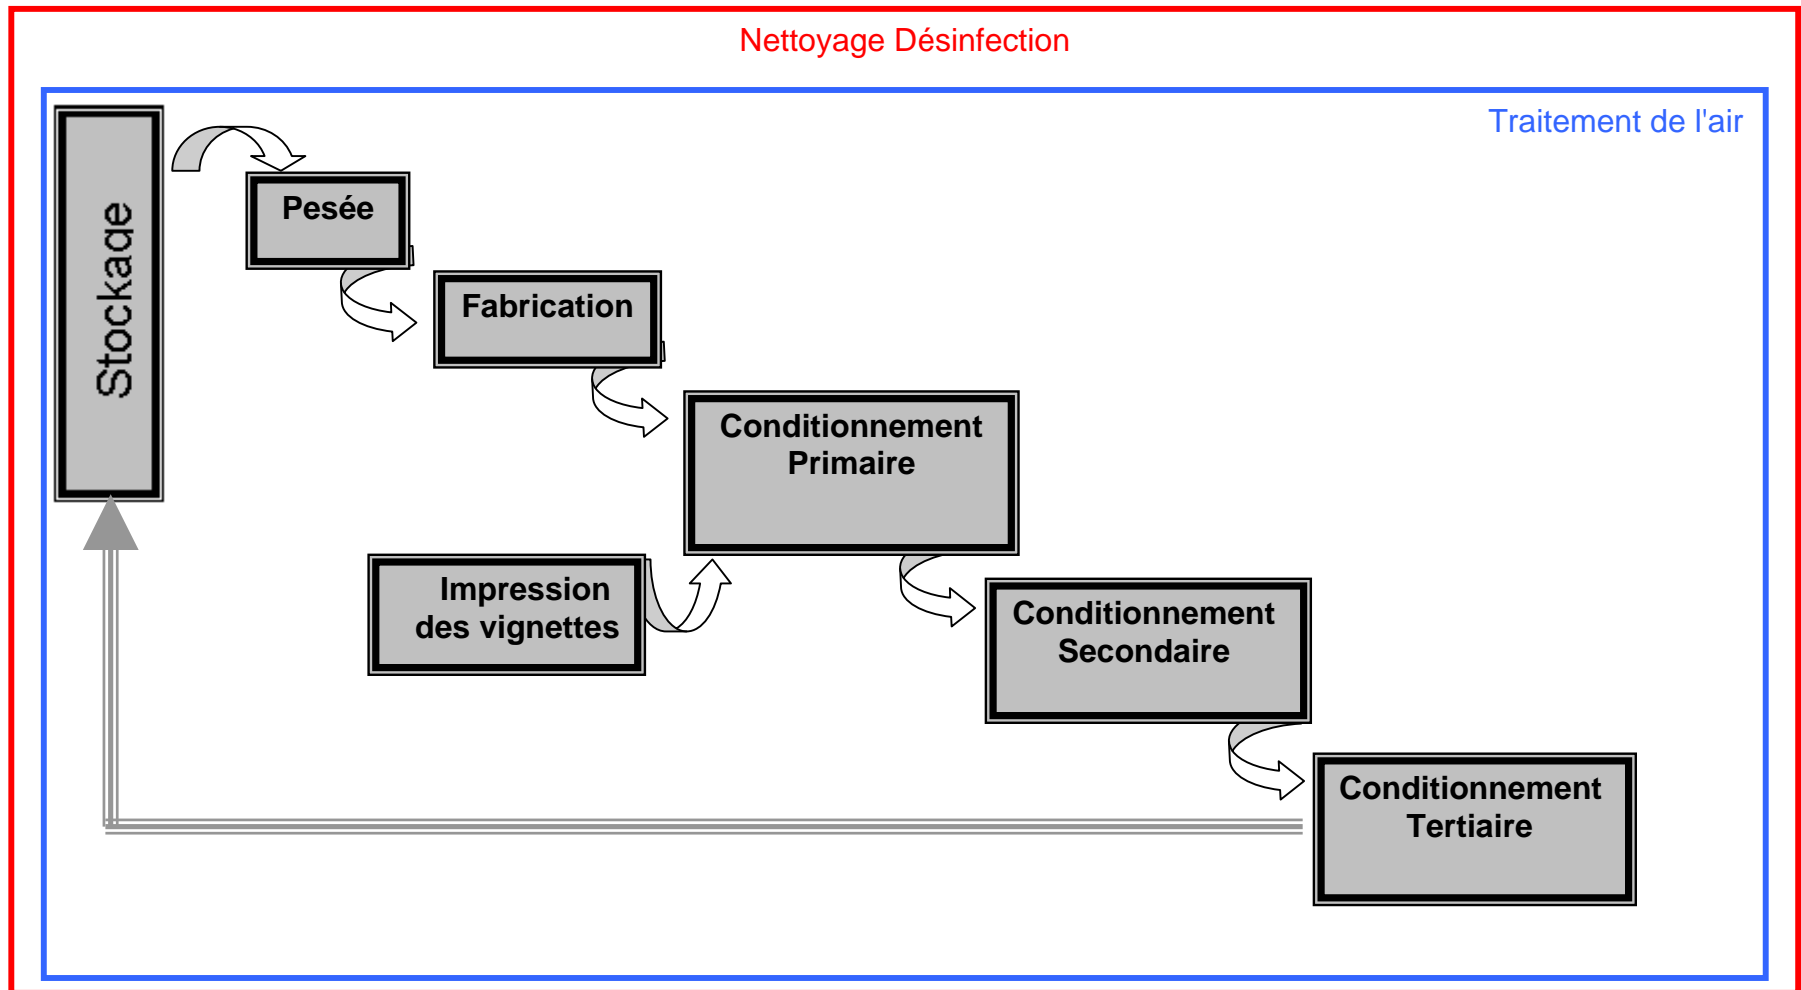 Nettoyage Désinfection
Traitement de l'air
Stockage
Pesée
Fabrication
Conditionnement
Primaire
Impression
des vignettes
Conditionnement
Secondaire
Conditionnement
Tertiaire